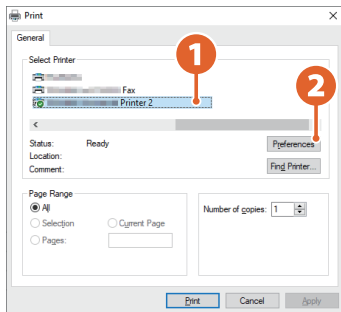 Print
General
Select Printer
1
Fax
Printer 2
2
Status: Ready
Preferences
Location:
Comment:
Find Printer...
Page Range
All
Selection Current Page
Pages:
Number of copies: 1
Print Cancel Apply